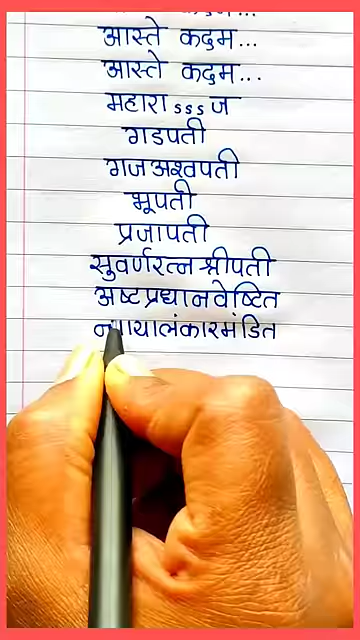 आस्ते कदम...
आस्ते कदम...
महाराsssज
गडपती
गजअश्वपती
भूपती
प्रजापती
सुवर्णरत्नश्रीपती
अष्टप्रधानवेष्टित
न्यायालंकारमंडित